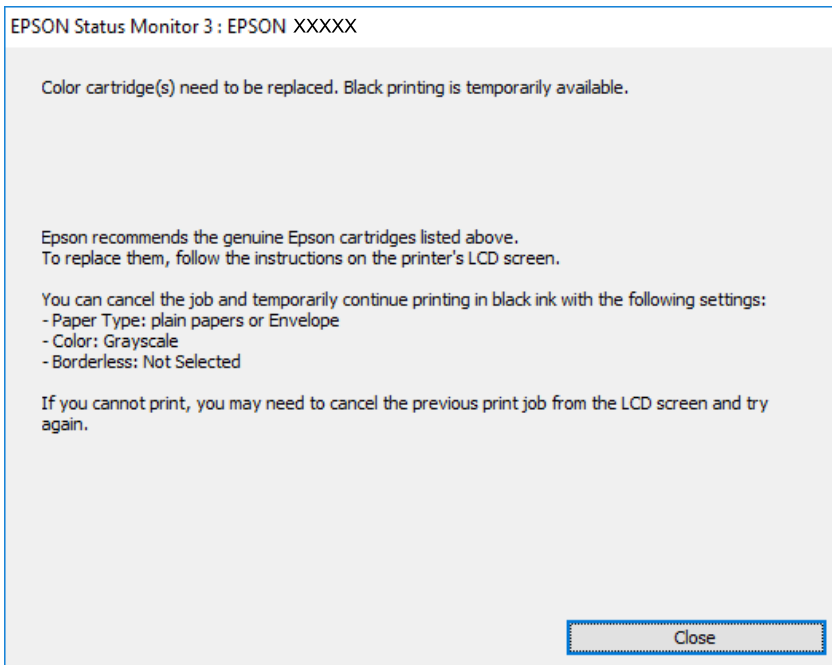 EPSON Status Monitor 3 : EPSON XXXXX
Color cartridge(s) need to be replaced. Black printing is temporarily available.
Epson recommends the genuine Epson cartridges listed above.
To replace them, follow the instructions on the printer's LCD screen.
You can cancel the job and temporarily continue printing in black ink with the following settings:
- Paper Type: plain papers or Envelope
- Color: Grayscale
- Borderless: Not Selected
If you cannot print, you may need to cancel the previous print job from the LCD screen and try
again.
Close